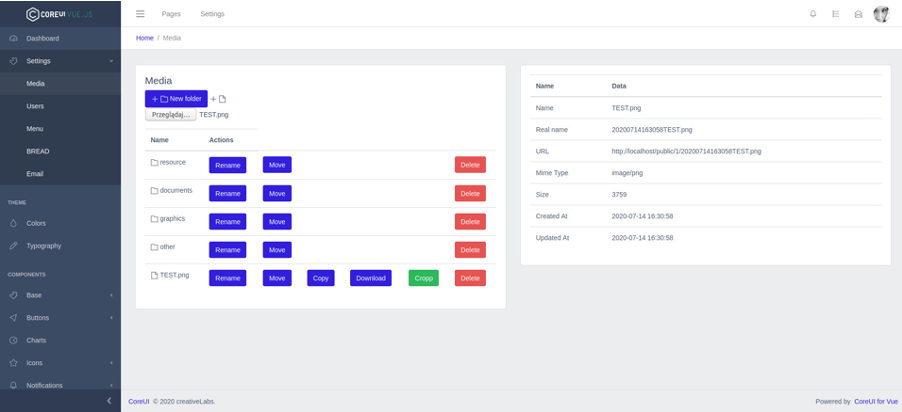 COREUI VUE.JS
Pages Settings
Dashboard
Settings
Media
Users
Menu
BREAD
Email
THEME
Colors
Typography
COMPONENTS
Base
Buttons
Charts
Icons
Notifications
Home / Media
Media
+ New folder +
Przeglądaj... TEST.png
Name Actions
resource Rename Move Delete
documents Rename Move Delete
graphics Rename Move Delete
other Rename Move Delete
TEST.png Rename Move Copy Download Cropp Delete
Name Data
Name TEST.png
Real name 20200714163058TEST.png
URL http://localhost/public/1/20200714163058TEST.png
Mime Type image/png
Size 3759
Created At 2020-07-14 16:30:58
Updated At 2020-07-14 16:30:58
CoreUI © 2020 creativeLabs.
Powered by CoreUI for Vue